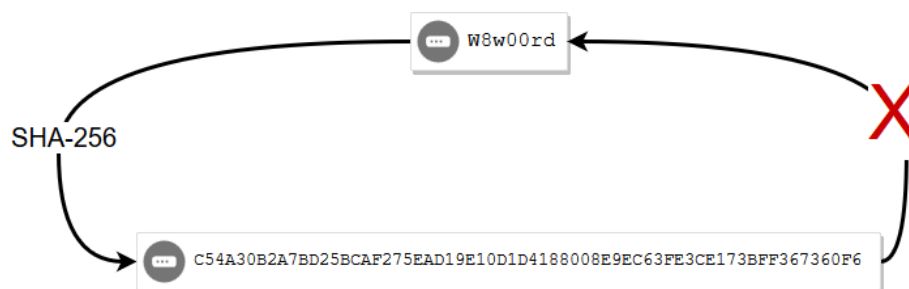 W8w00rd
SHA-256
X
C54A30B2A7BD25BCAF275EAD19E10D1D4188008E9EC63FE3CE173BFF367360F6